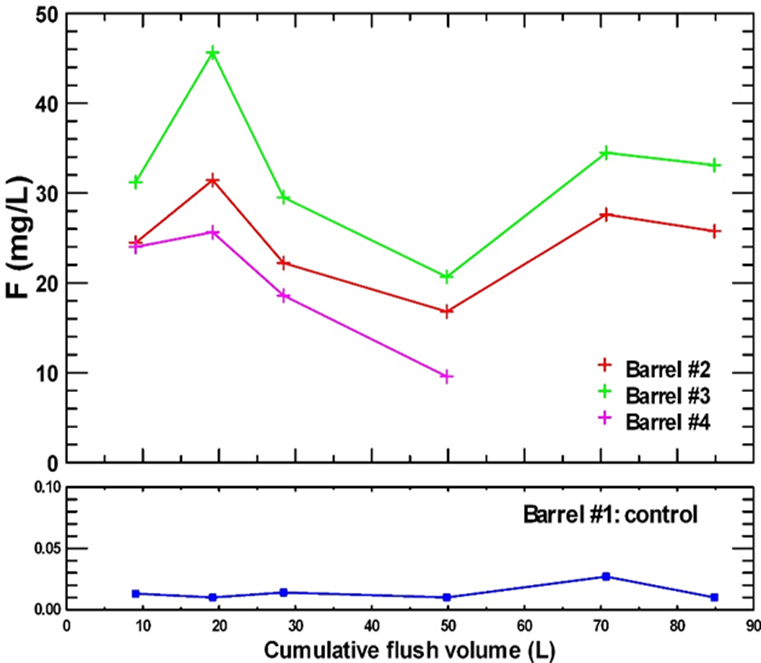 50
40
30
20
10
0
F (mg/L)
Barrel #2
Barrel #3
Barrel #4
0.10
0.05
0.00
Barrel #1: control
0 10 20 30 40 50 60 70 80 90
Cumulative flush volume (L)